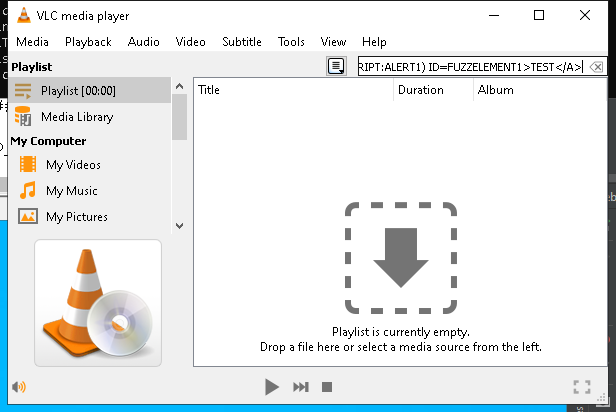 VLC media player
Media Playback Audio Video Subtitle Tools View Help
Playlist
RIPT:ALERT1) ID=FUZZELEMENT1>TEST</A>
Playlist [00:00]
Media Library
My Computer
My Videos
My Music
My Pictures
Title Duration Album
Playlist is currently empty.
Drop a file here or select a media source from the left.